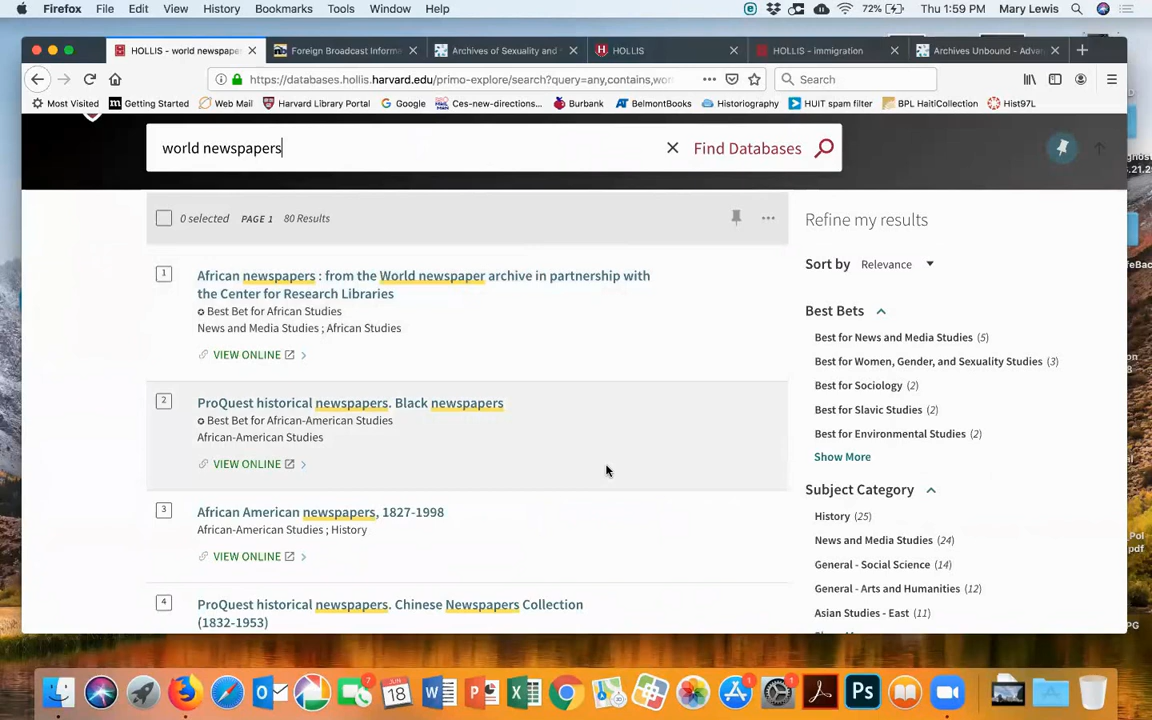 Firefox File Edit View History Bookmarks Tools Window Help 72% Thu 1:59 PM Mary Lewis
HOLLIS - world newspape
Foreign Broadcast Inform
Archives of Sexuality and
HOLLIS
HOLLIS - immigration
Archives Unbound - Adva
https://databases.hollis.harvard.edu/primo-explore/search?query=any,contains,wor
Search
Most Visited Getting Started Web Mail Harvard Library Portal Google Ces-new-directions... Burbank BelmontBooks Historiography HUIT spam filter BPL HaitiCollection Hist97L
world newspapers
Find Databases
0 selected PAGE 1 80 Results
1
African newspapers : from the World newspaper archive in partnership with
the Center for Research Libraries
Best Bet for African Studies
News and Media Studies ; African Studies
VIEW ONLINE
2
ProQuest historical newspapers. Black newspapers
Best Bet for African-American Studies
African-American Studies
VIEW ONLINE
3
African American newspapers, 1827-1998
African-American Studies ; History
VIEW ONLINE
4
ProQuest historical newspapers. Chinese Newspapers Collection
(1832-1953)
Refine my results
Sort by Relevance
Best Bets
Best for News and Media Studies (5)
Best for Women, Gender, and Sexuality Studies (3)
Best for Sociology (2)
Best for Slavic Studies (2)
Best for Environmental Studies (2)
Show More
Subject Category
History (25)
News and Media Studies (24)
General - Social Science (14)
General - Arts and Humanities (12)
Asian Studies - East (11)
7
JUN
18
1
1